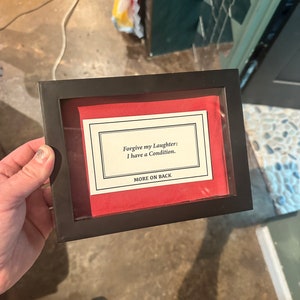 Forgive my Laughter:
I have a Condition.
MORE ON BACK